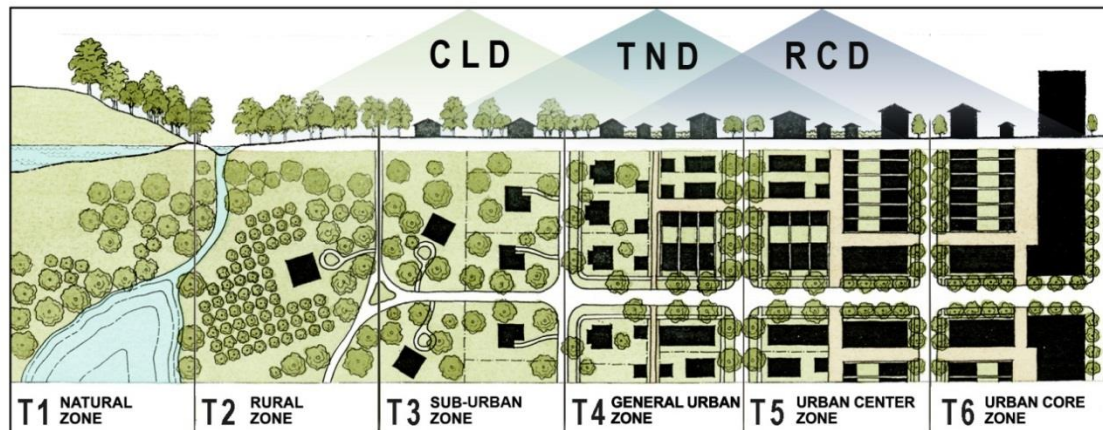 CLD TND RCD
T1 NATURAL ZONE
T2 RURAL ZONE
T3 SUB-URBAN ZONE
T4 GENERAL URBAN ZONE
T5 URBAN CENTER ZONE
T6 URBAN CORE ZONE